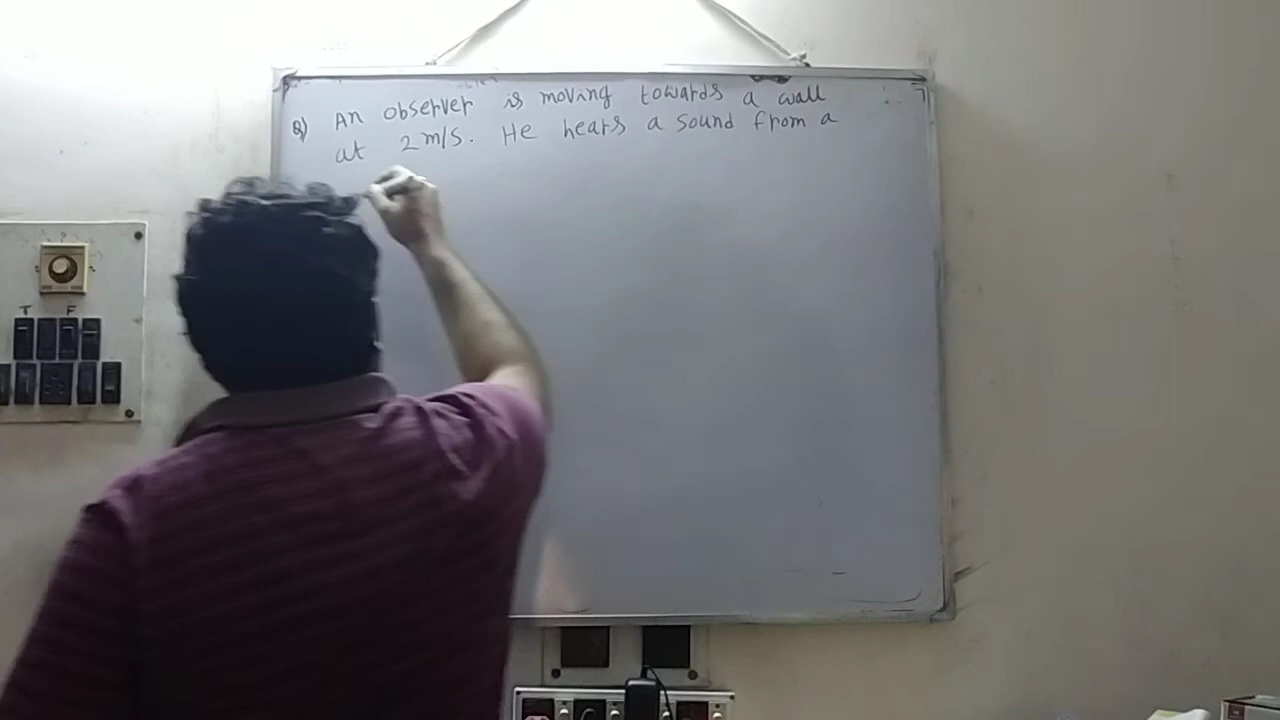 Q) An observer is moving towards a wall
at 2 m/s. He hears a sound from a
T F